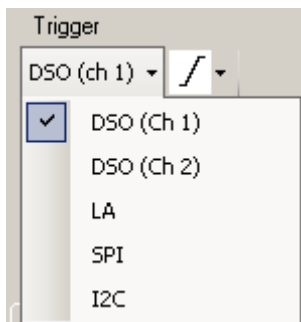 Trigger
DSO (ch 1)
DSO (Ch 1)
DSO (Ch 2)
LA
SPI
I2C